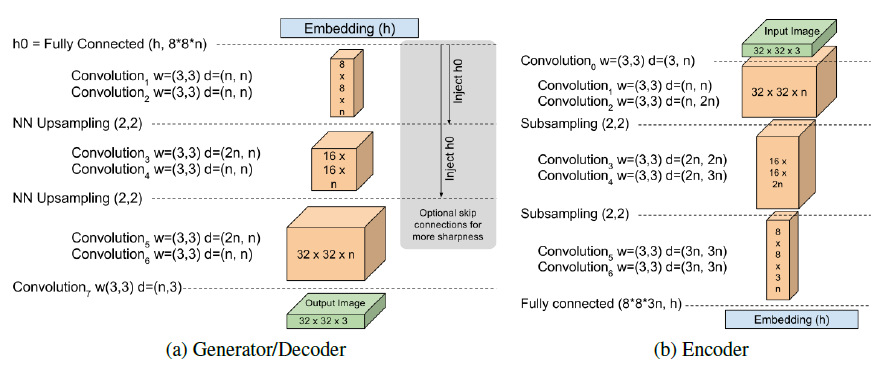 Embedding (h)
h0 = Fully Connected (h, 8*8*n)
Convolution1 w=(3,3) d=(n, n)
Convolution2 w=(3,3) d=(n, n)
8
x
8
x
n
Inject h0
NN Upsampling (2,2)
Convolution3 w=(3,3) d=(2n, n)
Convolution4 w=(3,3) d=(n, n)
16 x
16 x
n
Inject h0
NN Upsampling (2,2)
Optional skip
connections for
more sharpness
Convolution5 w=(3,3) d=(2n, n)
Convolution6 w=(3,3) d=(n, n)
32 x 32 x n
Convolution7 w(3,3) d=(n,3)
Output Image
32 x 32 x 3
(a) Generator/Decoder
Input Image
32 x 32 x 3
Convolution0 w=(3,3) d=(3, n)
Convolution1 w=(3,3) d=(n, n)
Convolution2 w=(3,3) d=(n, 2n)
32 x 32 x n
Subsampling (2,2)
Convolution3 w=(3,3) d=(2n, 2n)
Convolution4 w=(3,3) d=(2n, 3n)
16 x
16 x
2n
Subsampling (2,2)
Convolution5 w=(3,3) d=(3n, 3n)
Convolution6 w=(3,3) d=(3n, 3n)
8
x
8
x
3
n
Fully connected (8*8*3n, h)
Embedding (h)
(b) Encoder